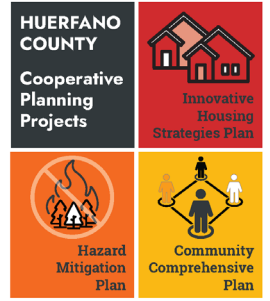 HUERFANO
COUNTY
Cooperative
Planning
Projects
Innovative
Housing
Strategies Plan
Hazard
Mitigation
Plan
Community
Comprehensive
Plan